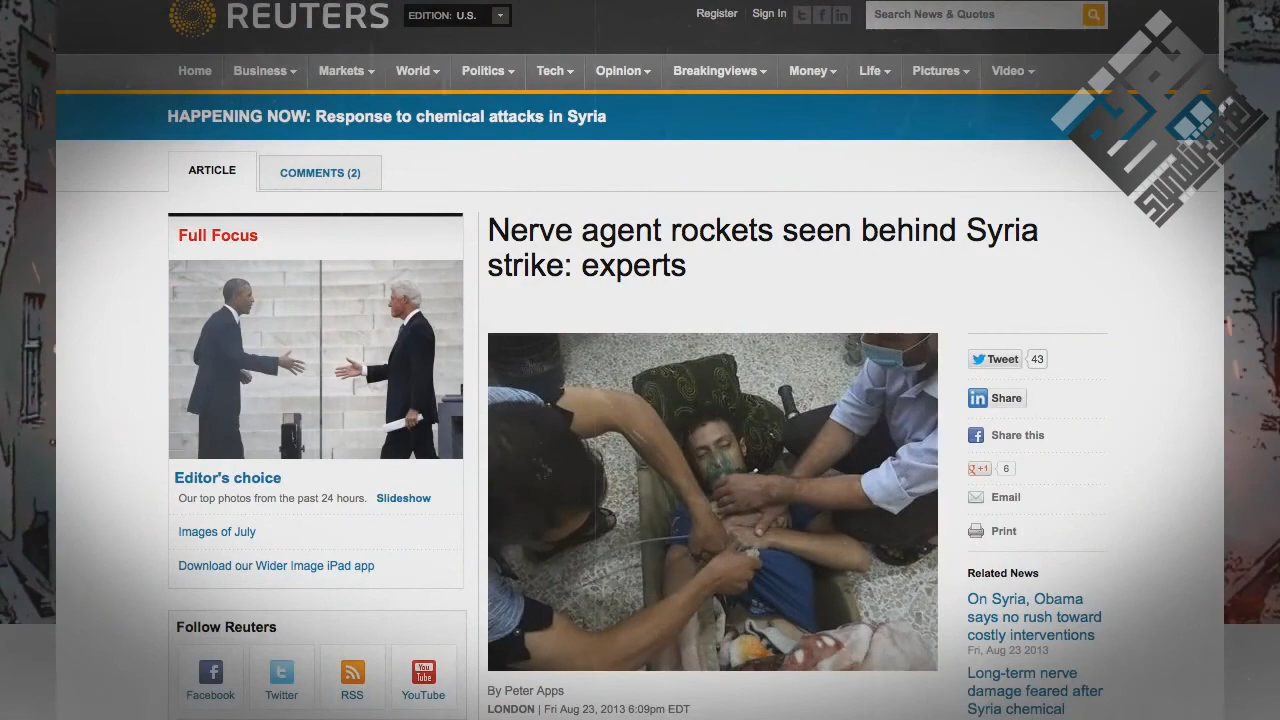 REUTERS
EDITION: U.S.
Register Sign In
Search News & Quotes
Home Business Markets World Politics Tech Opinion Breakingviews Money Life Pictures Video
HAPPENING NOW: Response to chemical attacks in Syria
ARTICLE
COMMENTS (2)
Full Focus
Editor's choice
Our top photos from the past 24 hours. Slideshow
Images of July
Download our Wider Image iPad app
Follow Reuters
Facebook Twitter RSS YouTube
Nerve agent rockets seen behind Syria
strike: experts
By Peter Apps
LONDON | Fri Aug 23, 2013 6:09pm EDT
Tweet 43
Share
Share this
+1 6
Email
Print
Related News
On Syria, Obama
says no rush toward
costly interventions
Fri, Aug 23 2013
Long-term nerve
damage feared after
Syria chemical